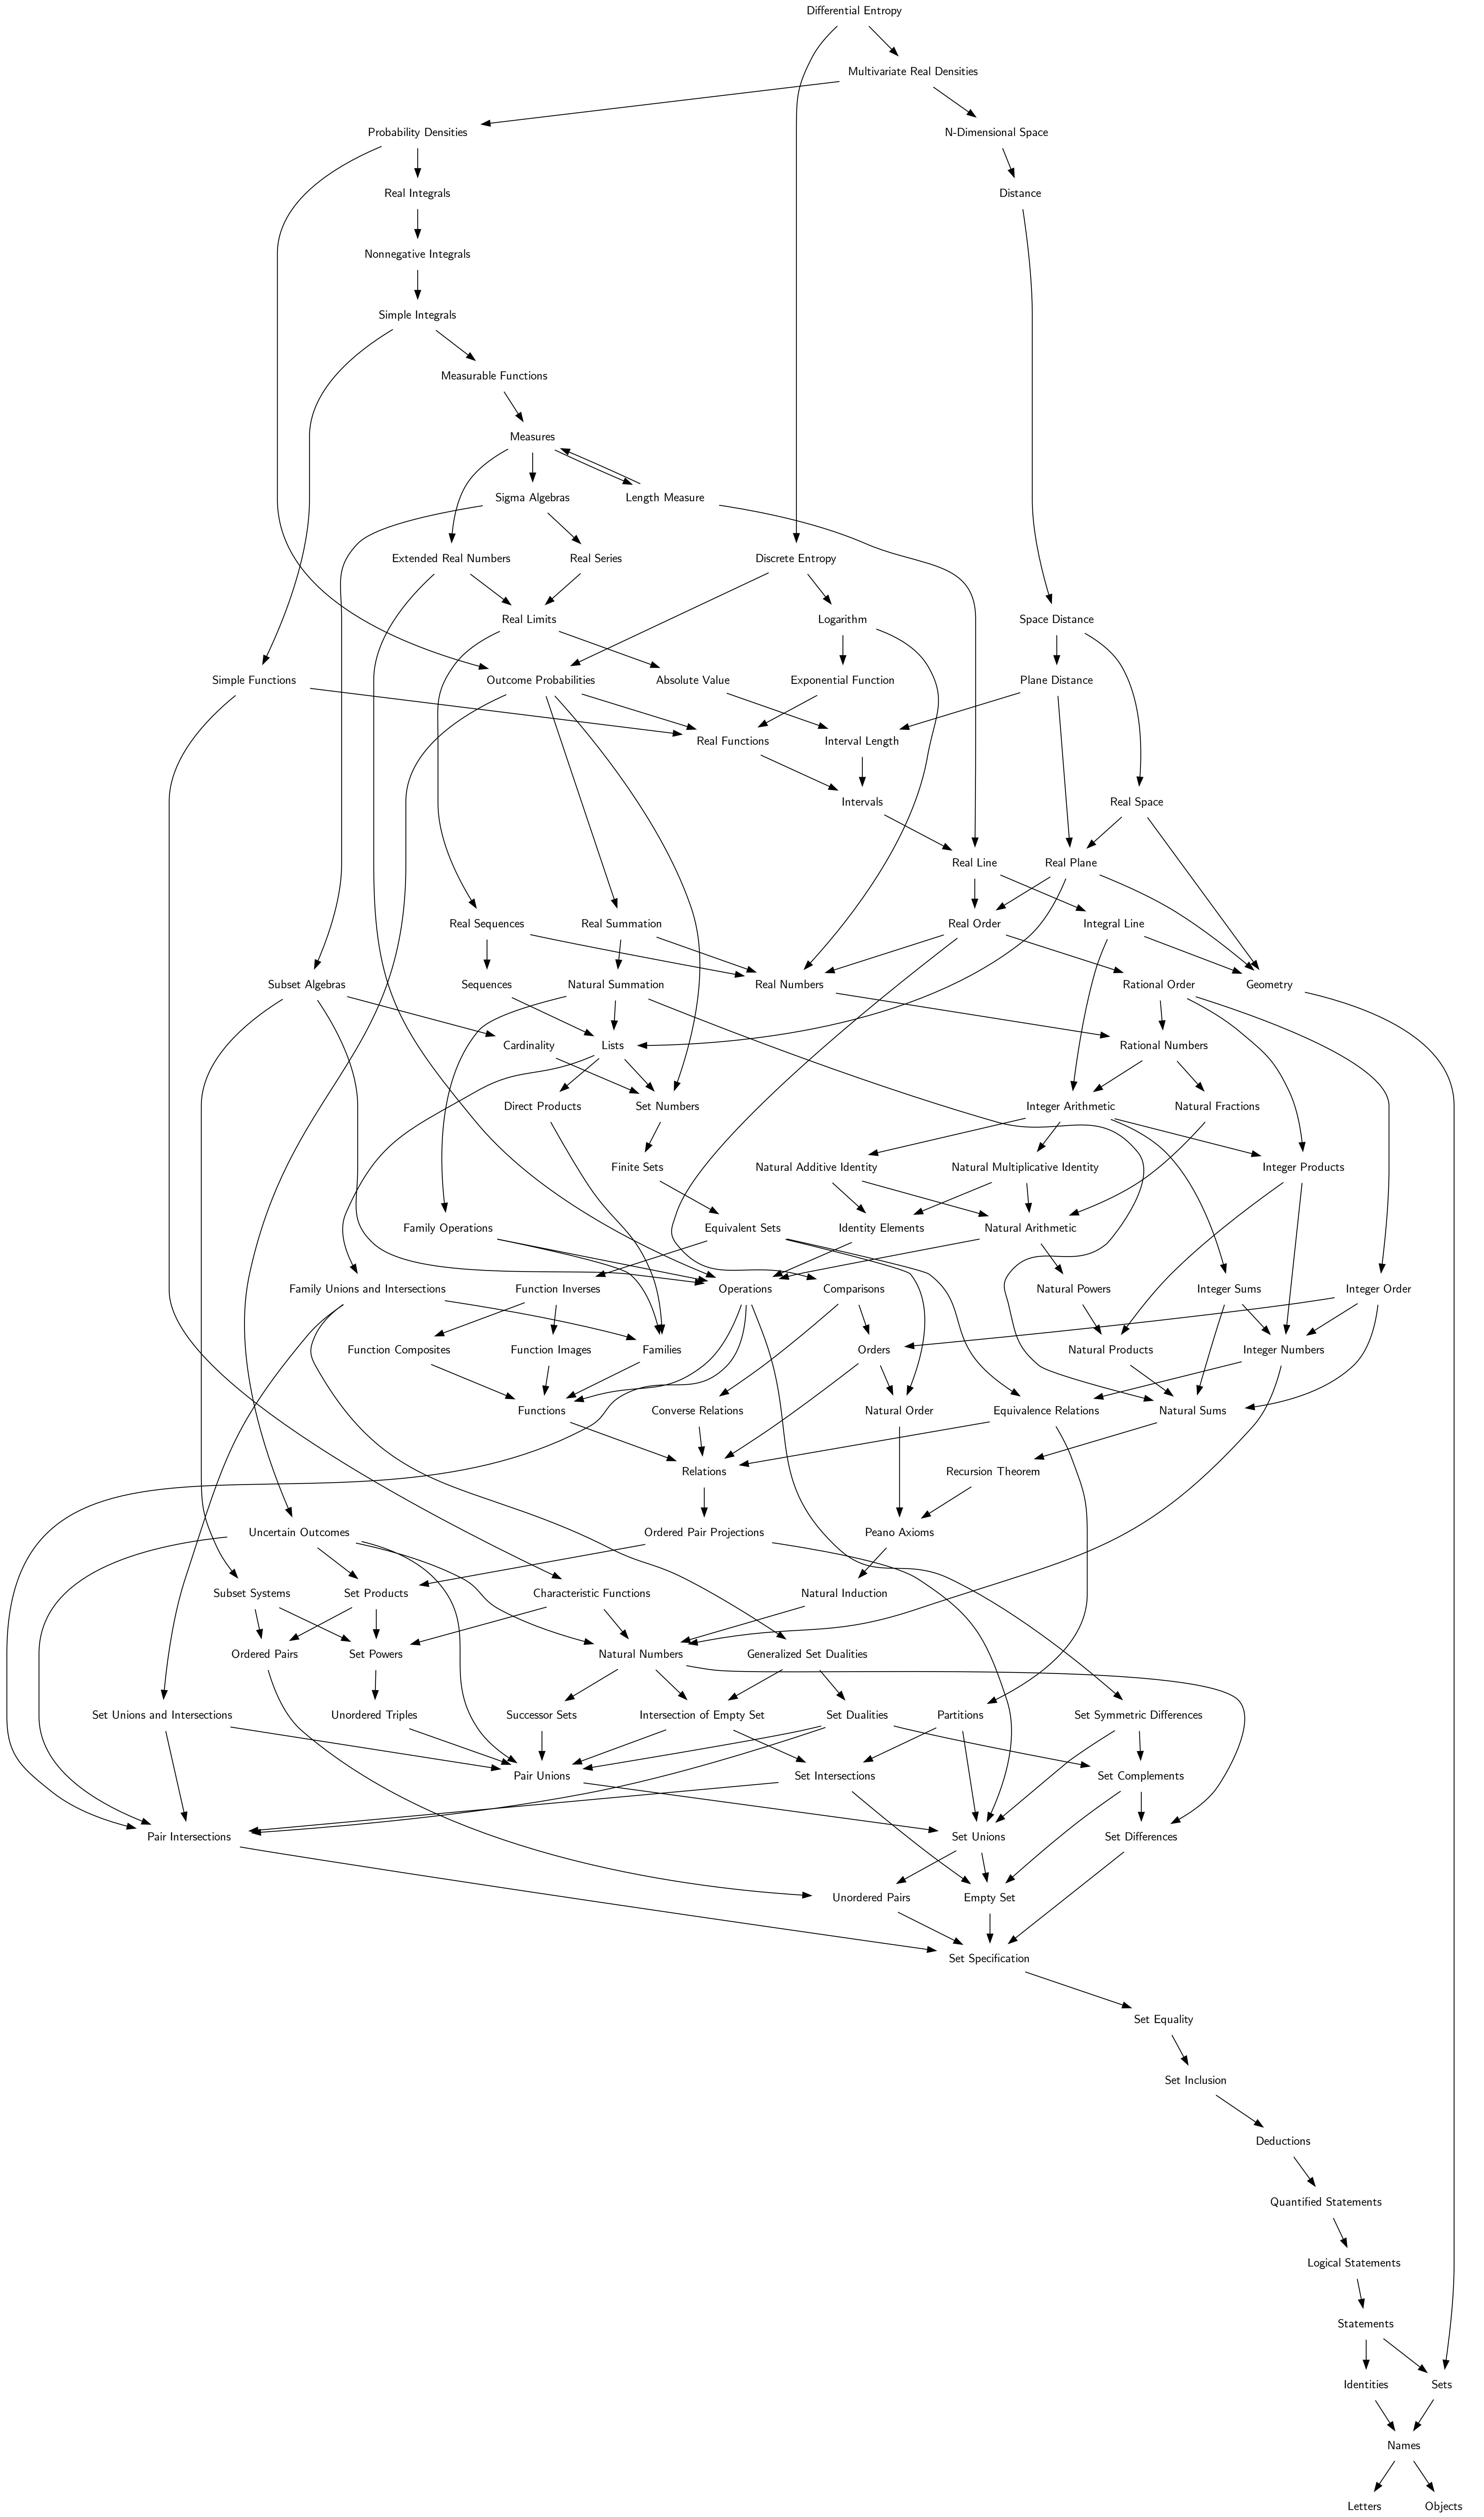 Differential Entropy
Multivariate Real Densities
Probability Densities
N-Dimensional Space
Real Integrals
Distance
Nonnegative Integrals
Simple Integrals
Measurable Functions
Measures
Sigma Algebras
Length Measure
Extended Real Numbers
Real Series
Discrete Entropy
Real Limits
Logarithm
Space Distance
Simple Functions
Outcome Probabilities
Absolute Value
Exponential Function
Plane Distance
Real Functions
Interval Length
Intervals
Real Space
Real Line
Real Plane
Real Sequences
Real Summation
Real Order
Integral Line
Subset Algebras
Sequences
Natural Summation
Real Numbers
Rational Order
Geometry
Cardinality
Lists
Rational Numbers
Direct Products
Set Numbers
Integer Arithmetic
Natural Fractions
Finite Sets
Natural Additive Identity
Natural Multiplicative Identity
Integer Products
Family Operations
Equivalent Sets
Identity Elements
Natural Arithmetic
Family Unions and Intersections
Function Inverses
Operations
Comparisons
Natural Powers
Integer Sums
Integer Order
Function Composites
Function Images
Families
Orders
Natural Products
Integer Numbers
Functions
Converse Relations
Natural Order
Equivalence Relations
Natural Sums
Relations
Recursion Theorem
Uncertain Outcomes
Ordered Pair Projections
Peano Axioms
Subset Systems
Set Products
Characteristic Functions
Natural Induction
Ordered Pairs
Set Powers
Natural Numbers
Generalized Set Dualities
Set Unions and Intersections
Unordered Triples
Successor Sets
Intersection of Empty Set
Set Dualities
Partitions
Set Symmetric Differences
Pair Unions
Set Intersections
Set Complements
Pair Intersections
Set Unions
Set Differences
Unordered Pairs
Empty Set
Set Specification
Set Equality
Set Inclusion
Deductions
Quantified Statements
Logical Statements
Statements
Identities
Sets
Names
Letters
Objects